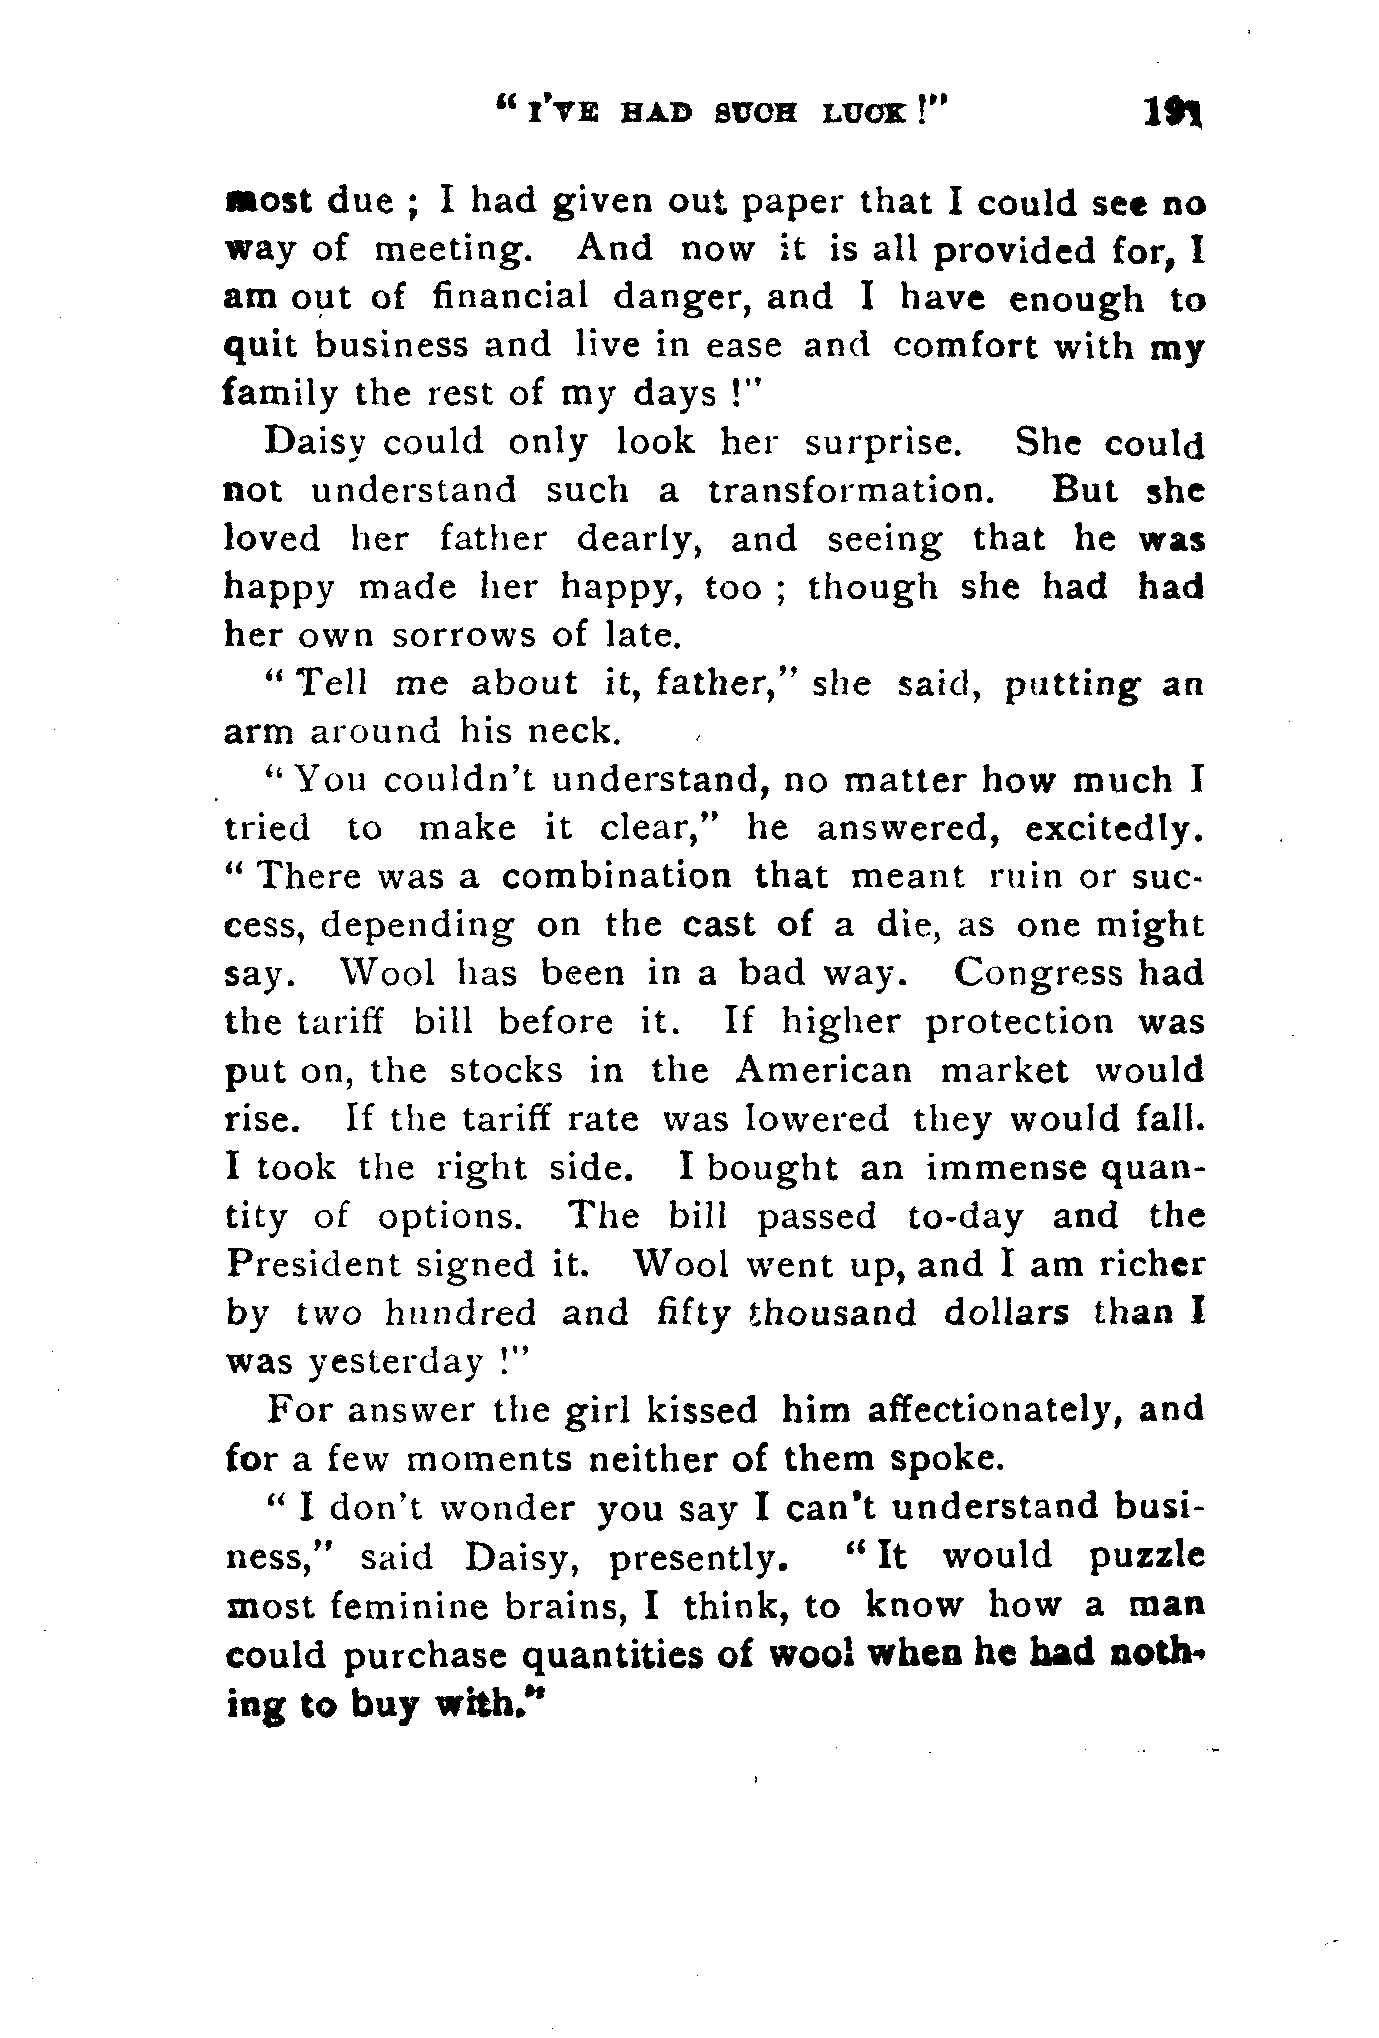 “ I’VE HAD SUCH LUCK !” 191
most due ; I had given out paper that I could see no
way of meeting. And now it is all provided for, I
am out of financial danger, and I have enough to
quit business and live in ease and comfort with my
family the rest of my days !”
Daisy could only look her surprise. She could
not understand such a transformation. But she
loved her father dearly, and seeing that he was
happy made her happy, too ; though she had had
her own sorrows of late.
“ Tell me about it, father,” she said, putting an
arm around his neck.
“ You couldn’t understand, no matter how much I
tried to make it clear,” he answered, excitedly.
“ There was a combination that meant ruin or suc-
cess, depending on the cast of a die, as one might
say. Wool has been in a bad way. Congress had
the tariff bill before it. If higher protection was
put on, the stocks in the American market would
rise. If the tariff rate was lowered they would fall.
I took the right side. I bought an immense quan-
tity of options. The bill passed to-day and the
President signed it. Wool went up, and I am richer
by two hundred and fifty thousand dollars than I
was yesterday !”
For answer the girl kissed him affectionately, and
for a few moments neither of them spoke.
“ I don’t wonder you say I can’t understand busi-
ness,” said Daisy, presently. “ It would puzzle
most feminine brains, I think, to know how a man
could purchase quantities of wool when he had noth-
ing to buy with.”